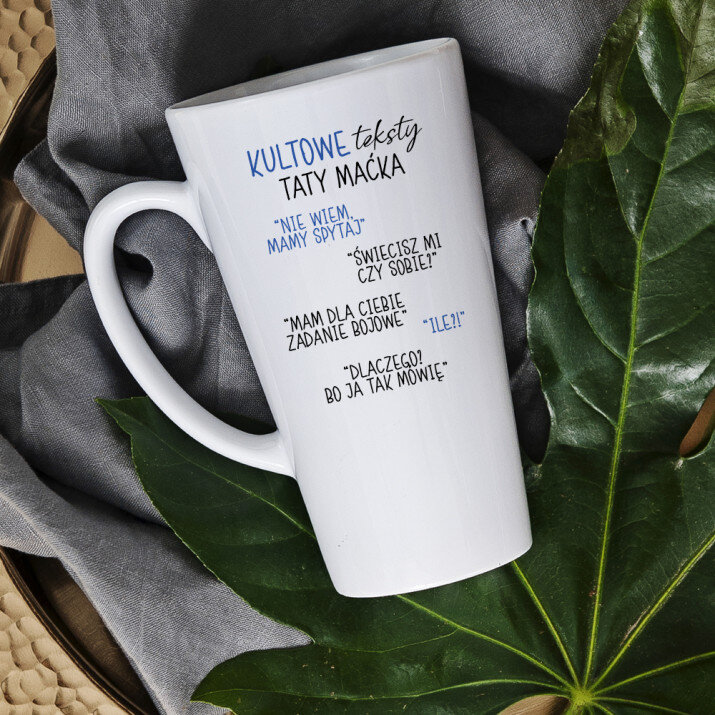 KULTOWE teksty
TATY MAĆKA
"NIE WIEM,
MAMY SPYTAJ"
"ŚWIECISZ MI
CZY SOBIE?"
"MAM DLA CIEBIE
ZADANIE BOJOWE"
"ILE?!"
"DLACZEGO?
BO JA TAK MÓWIĘ"